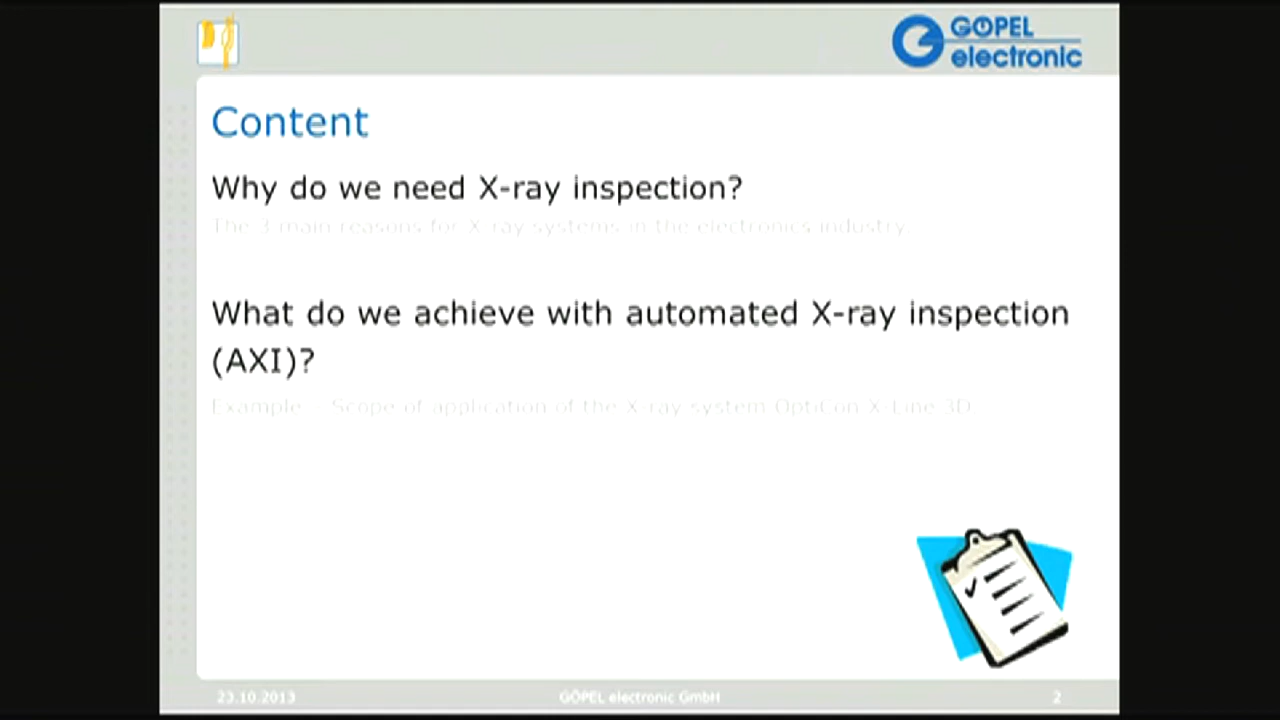 GÖPEL
electronic
Content
Why do we need X-ray inspection?
The 3 main reasons for X-ray systems in the electronics industry
What do we achieve with automated X-ray inspection
(AXI)?
Example: Scope of application of the X-ray system OptiCon X-Line 3D
23.10.2013 GÖPEL electronic GmbH 2